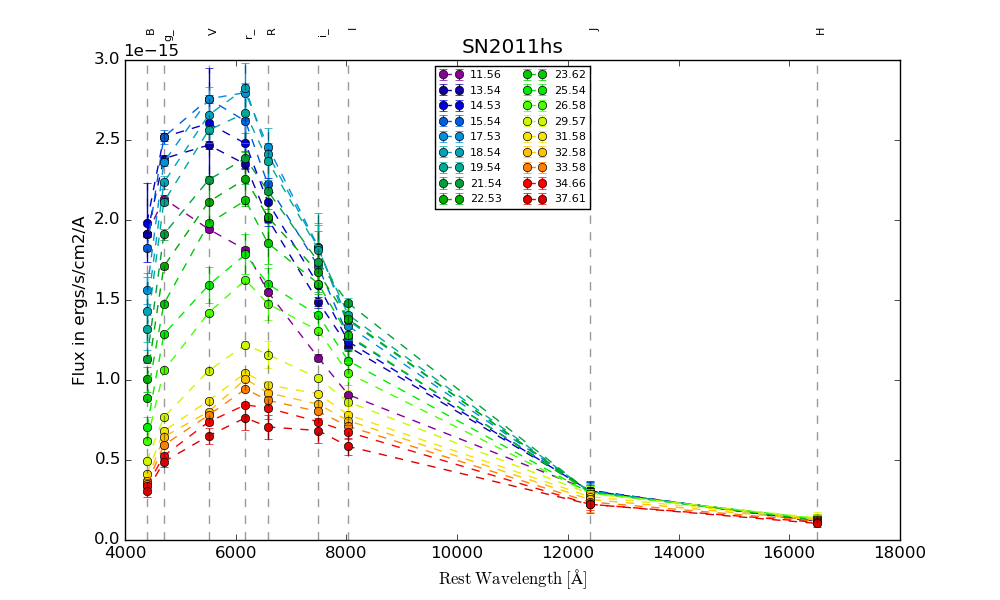 B g_ V r_ R i_ I J H
1e−15
SN2011hs
3.0
2.5
2.0
1.5
1.0
0.5
0.0
Flux in ergs/s/cm2/A
11.56 23.62
13.54 25.54
14.53 26.58
15.54 29.57
17.53 31.58
18.54 32.58
19.54 33.58
21.54 34.66
22.53 37.61
4000 6000 8000 10000 12000 14000 16000 18000
Rest Wavelength [Å]